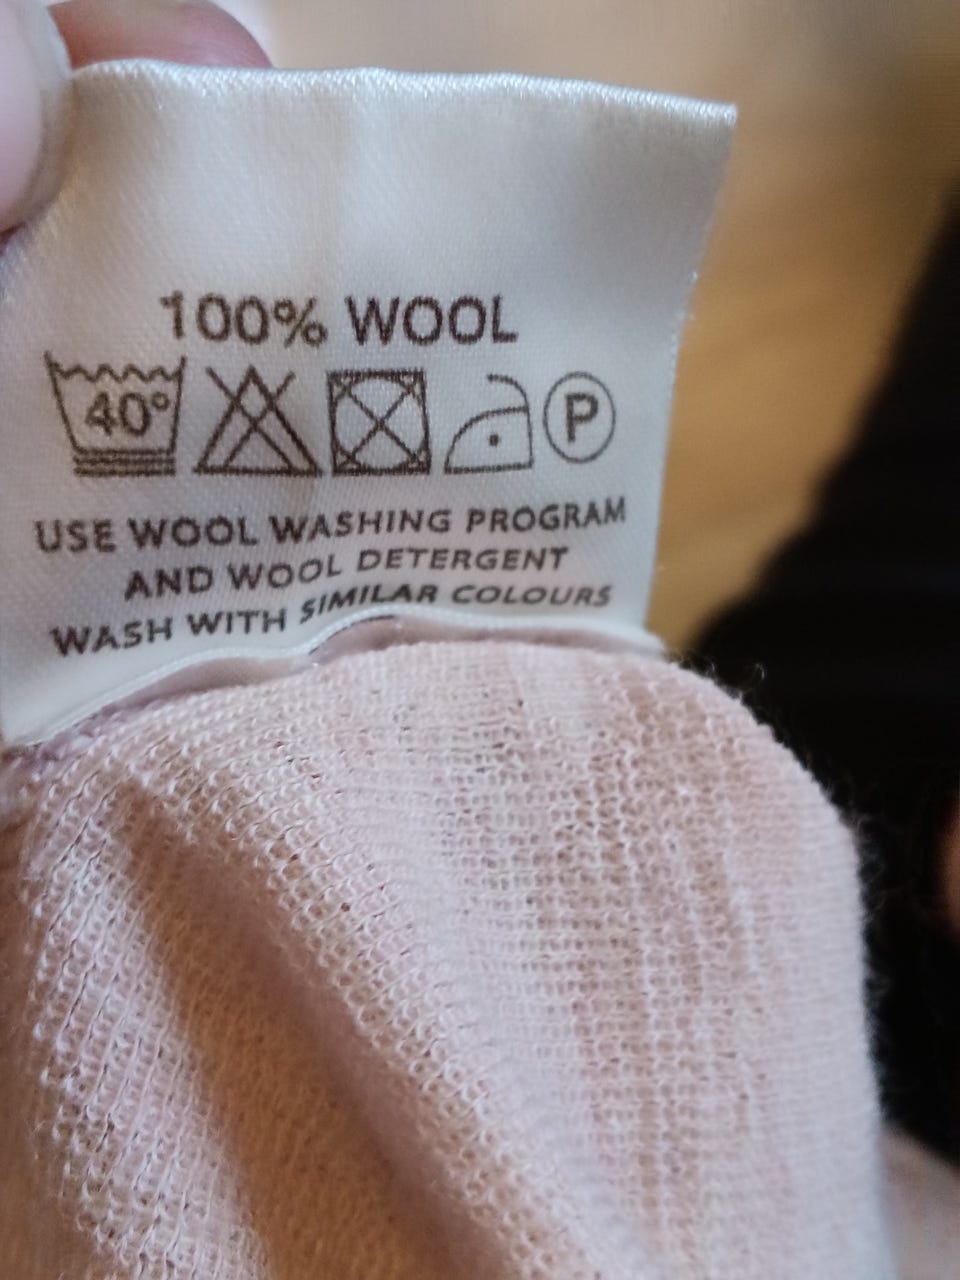 100% WOOL
40° P
USE WOOL WASHING PROGRAM
AND WOOL DETERGENT
WASH WITH SIMILAR COLOURS